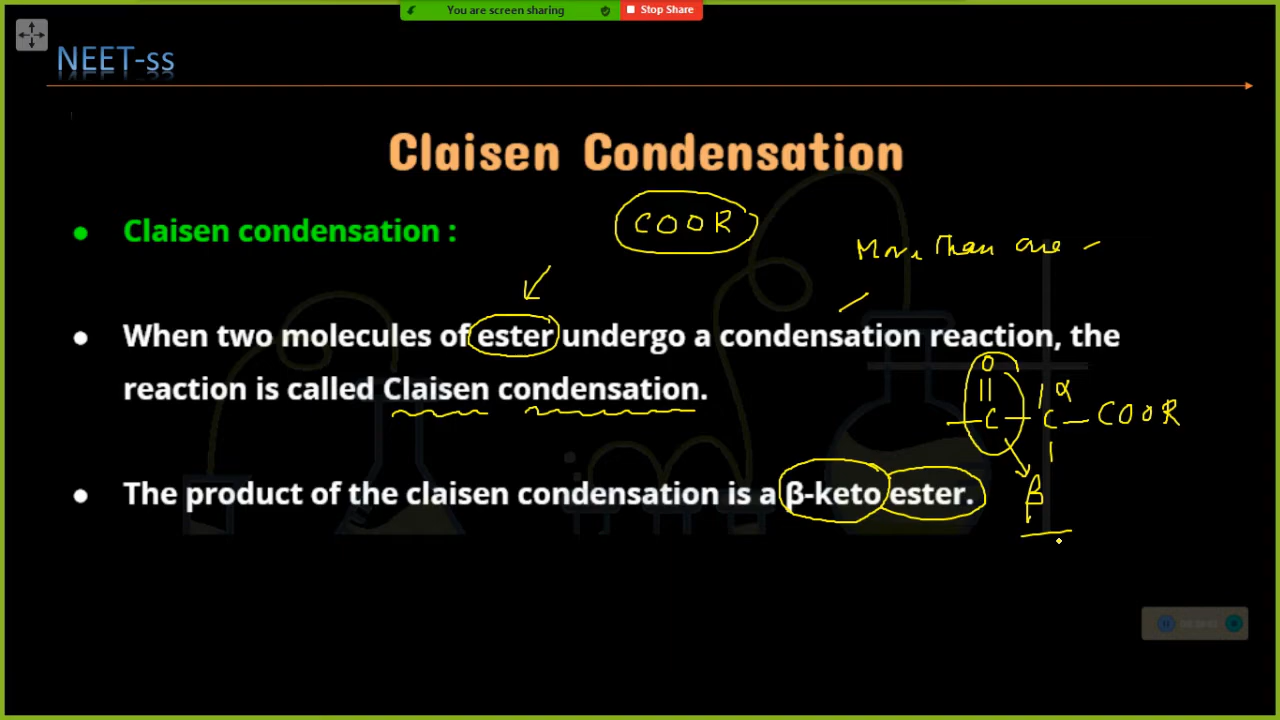 You are screen sharing Stop Share
NEET-ss
Claisen Condensation
• Claisen condensation :
COOR
More Than one
• When two molecules of ester undergo a condensation reaction, the
reaction is called Claisen condensation.
O
||
— C — C — COOR
α
β
• The product of the claisen condensation is a β-keto ester.